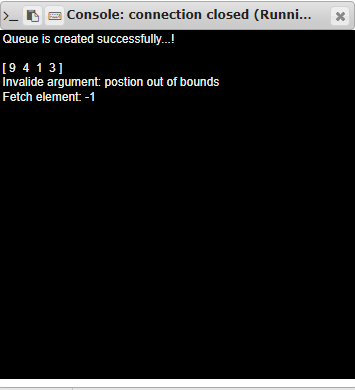 >_ Console: connection closed (Runni...
Queue is created successfully...!
[ 9 4 1 3 ]
Invalide argument: postion out of bounds
Fetch element: -1